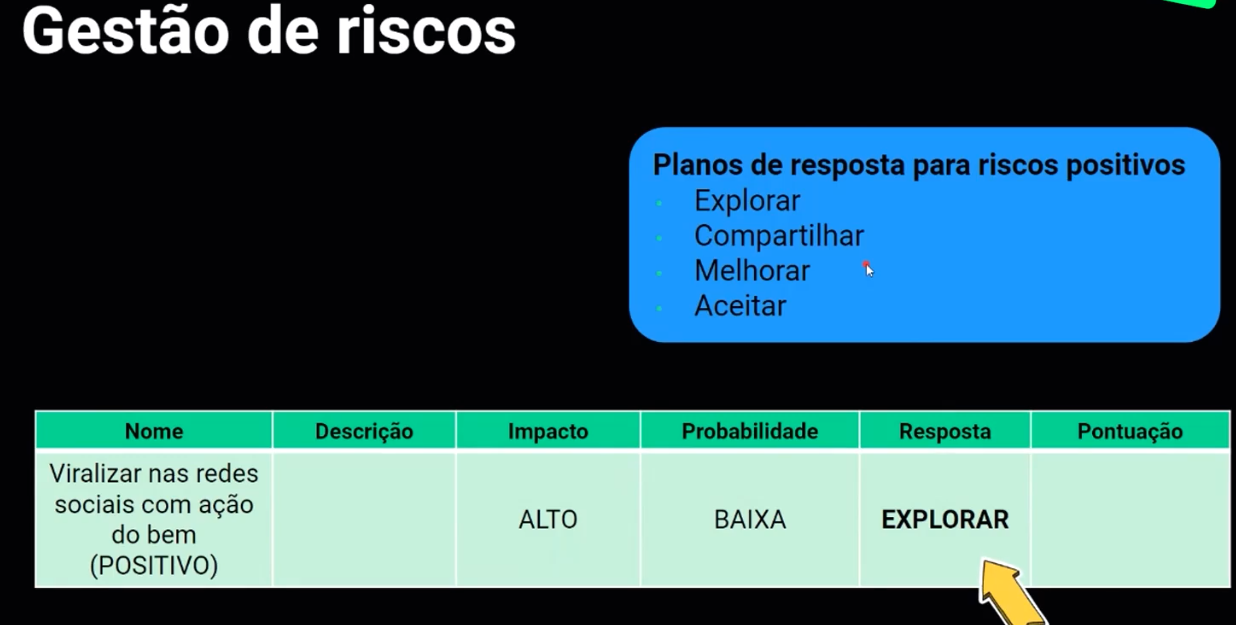 Gestão de riscos
Planos de resposta para riscos positivos
Explorar
Compartilhar
Melhorar
Aceitar
Nome Descrição Impacto Probabilidade Resposta Pontuação
Viralizar nas redes
sociais com ação
do bem
(POSITIVO)
ALTO BAIXA EXPLORAR